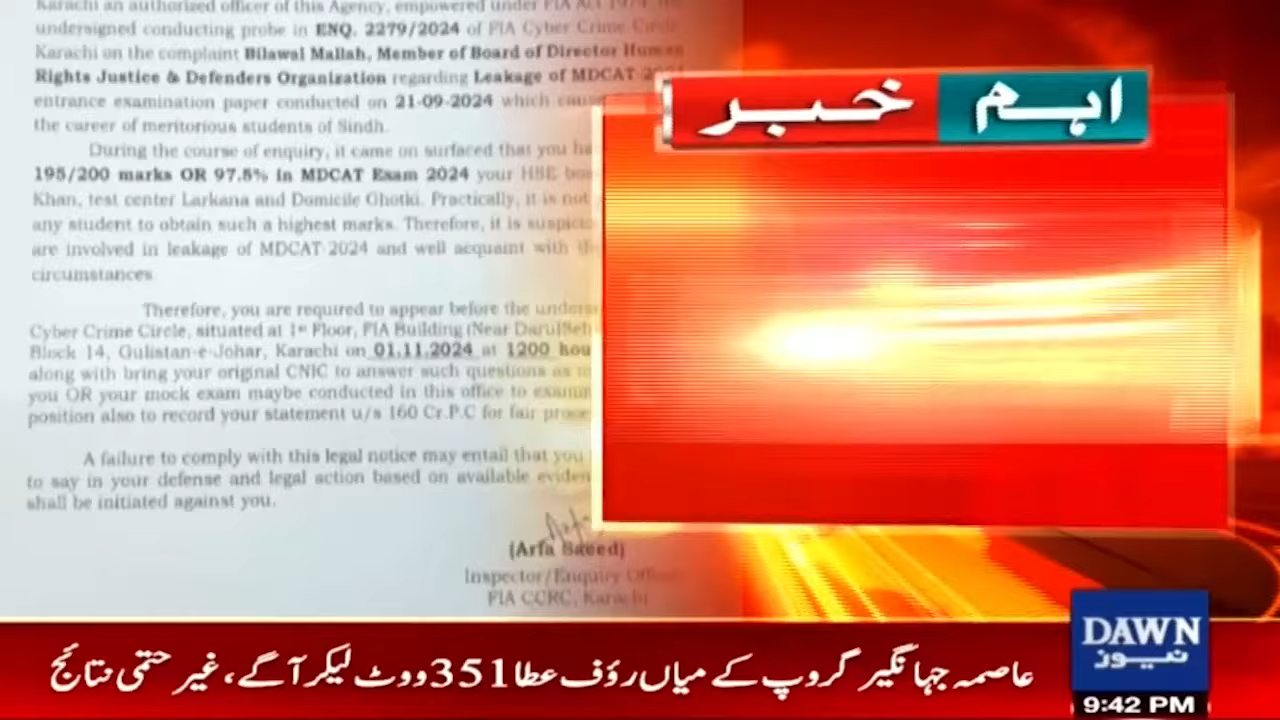 Karachi an authorized officer of this Agency, empowered under FIA Act 1974, the
undersigned conducting probe in ENQ. 2279/2024 of FIA Cyber Crime Circle
Karachi on the complaint Bilawal Mallah, Member of Board of Director Human
Rights Justice & Defenders Organization regarding Leakage of MDCAT
entrance examination paper conducted on 21-09-2024 which
the career of meritorious students of Sindh.
During the course of enquiry, it came on surfaced that you
195/200 marks OR 97.5% in MDCAT Exam 2024 your HSE
Khan, test center Larkana and Domicile Ghotki. Practically, it is not
any student to obtain such a highest marks. Therefore, it is
are involved in leakage of MDCAT 2024 and well acquaint with
circumstances
Therefore, you are required to appear before the
Cyber Crime Circle, situated at 1st Floor, FIA Building (Near
Block 14, Gulistan-e-Johar, Karachi on 01.11.2024 at 1200
along with bring your original CNIC to answer such questions as
you OR your mock exam maybe conducted in this office to
position also to record your statement u/s 160 Cr.P.C for fair
A failure to comply with this legal notice may entail that you
to say in your defense and legal action based on available
shall be initiated against you.
(Arfa Saeed)
Inspector/Enquiry
FIA CCRC, Karachi
اہم خبر
عاصمہ جہانگیر گروپ کے میاں رؤف عطا 351 ووٹ لیکر آگے، غیر حتمی نتائج
DAWN
نیوز
9:42 PM